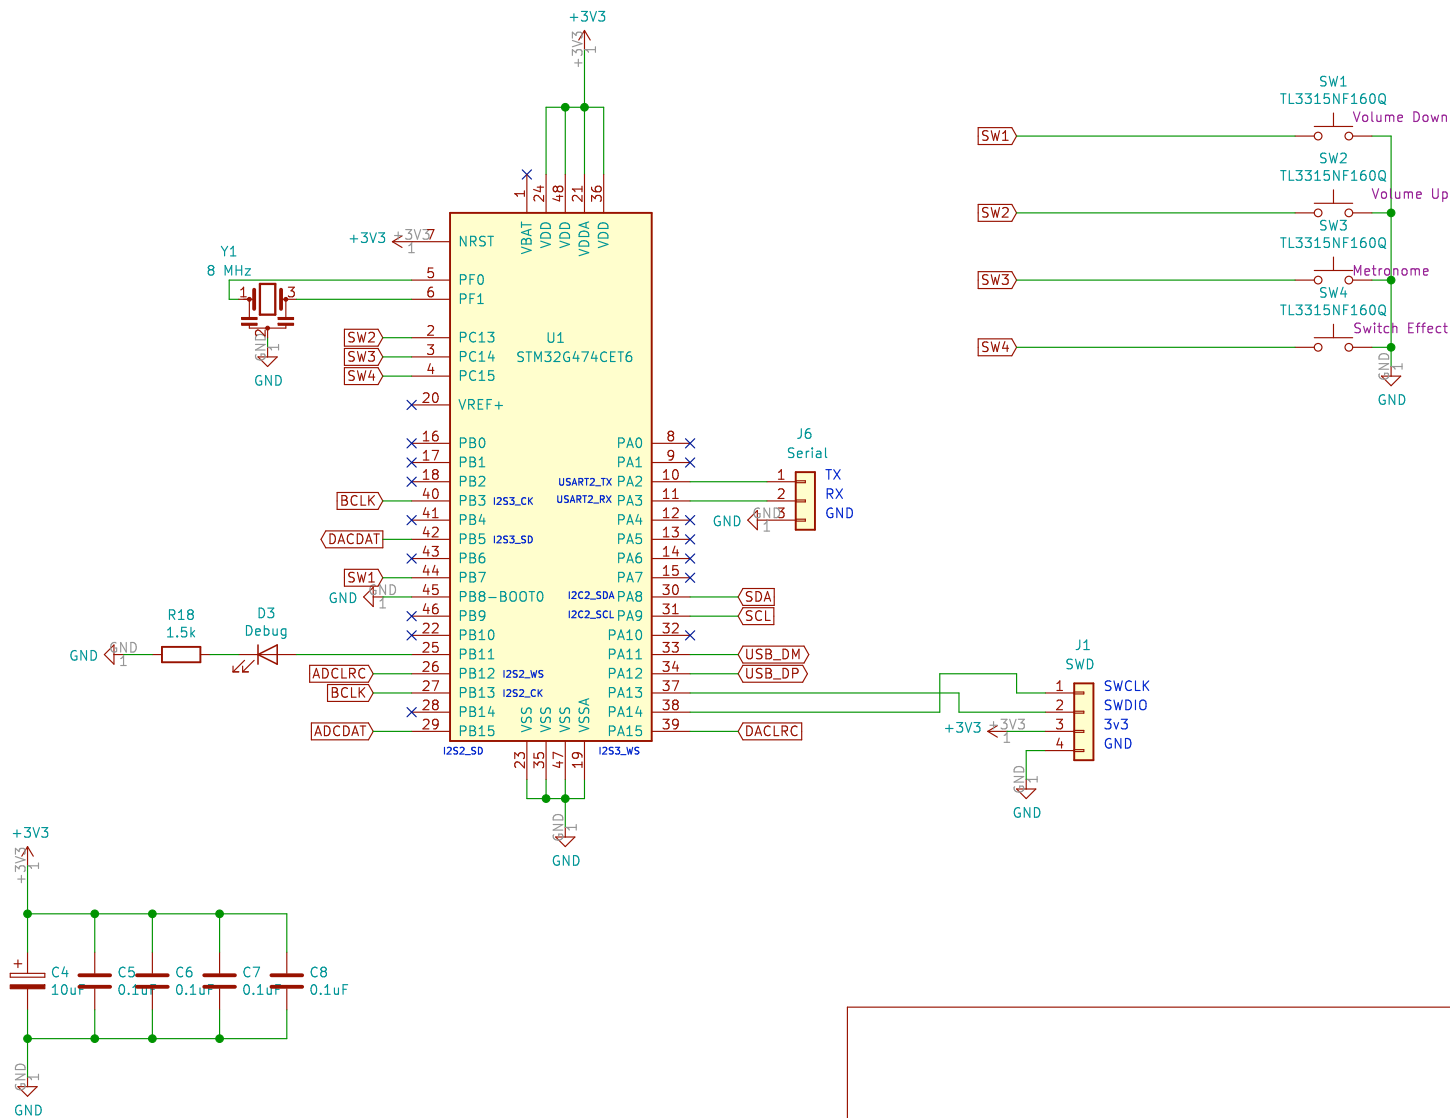 +3V3
+3V3
1
1
24
48
21
36
VBAT
VDD
VDD
VDDA
VDD
+3V3
+3V3
1
7
NRST
Y1
8 MHz
1
3
2
GND
1
GND
5
PF0
6
PF1
SW2
2
PC13
SW3
3
PC14
SW4
4
PC15
U1
STM32G474CET6
20
VREF+
16
PB0
17
PB1
18
PB2
BCLK
40
PB3
I2S3_CK
41
PB4
DACDAT
42
PB5
I2S3_SD
43
PB6
SW1
44
PB7
GND
GND
1
45
PB8-BOOT0
46
PB9
22
PB10
R18
1.5k
D3
Debug
GND
GND
1
25
PB11
ADCLRC
26
PB12
I2S2_WS
BCLK
27
PB13
I2S2_CK
28
PB14
ADCDAT
29
PB15
I2S2_SD
VSS
VSS
VSS
VSSA
23
35
47
19
GND
1
GND
PA0
8
PA1
9
USART2_TX
PA2
10
USART2_RX
PA3
11
PA4
12
PA5
13
PA6
14
PA7
15
I2C2_SDA
PA8
30
SDA
I2C2_SCL
PA9
31
SCL
PA10
32
PA11
33
USB_DM
PA12
34
USB_DP
PA13
37
PA14
38
PA15
39
DACLRC
I2S3_WS
J6
Serial
1
TX
2
RX
GND
GND
1
3
GND
J1
SWD
1
SWCLK
2
SWDIO
+3V3
+3V3
1
3
3v3
4
GND
GND
1
GND
SW1
TL3315NF160Q
Volume Down
SW1
SW2
TL3315NF160Q
Volume Up
SW2
SW3
TL3315NF160Q
Metronome
SW3
SW4
TL3315NF160Q
Switch Effect
SW4
GND
1
GND
+3V3
+3V3
1
+
C4
10uF
C5
0.1uF
C6
0.1uF
C7
0.1uF
C8
0.1uF
GND
1
GND